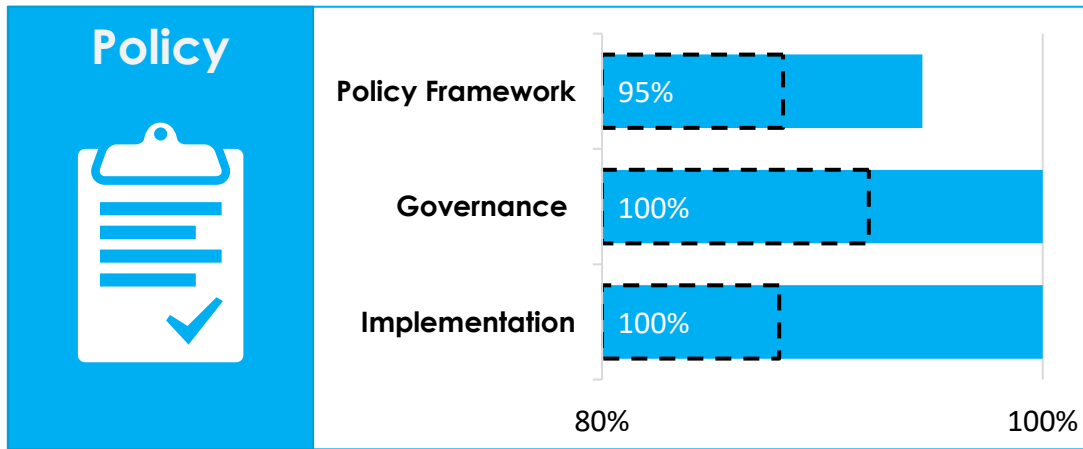 Policy
Policy Framework
95%
Governance
100%
Implementation
100%
80%
100%